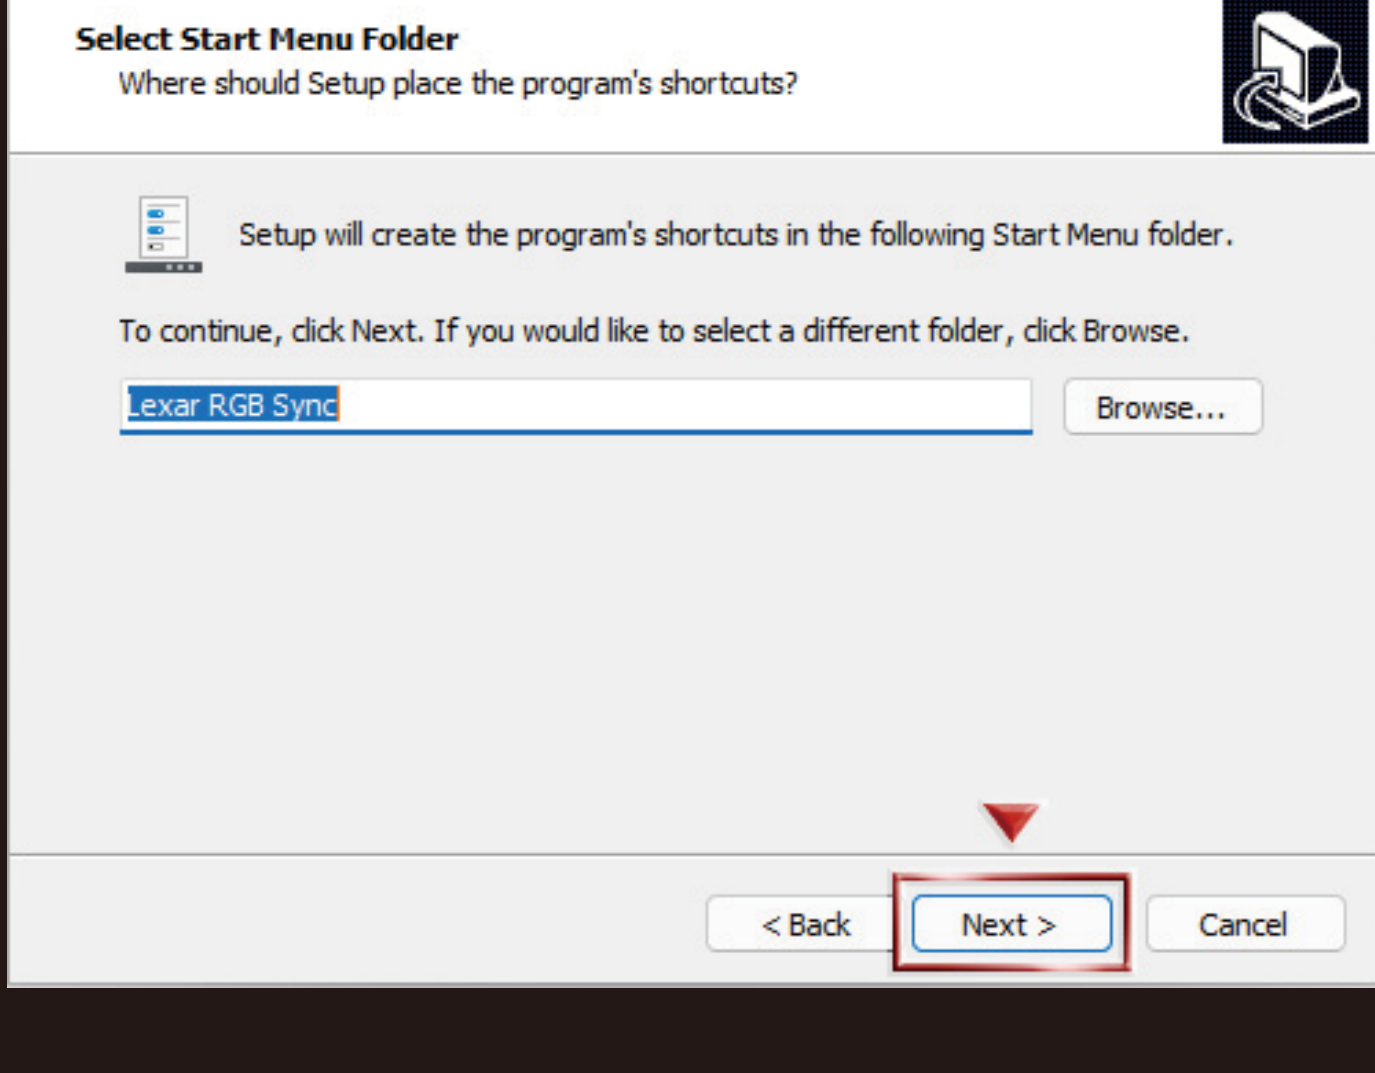 Select Start Menu Folder
Where should Setup place the program's shortcuts?
Setup will create the program's shortcuts in the following Start Menu folder.
To continue, click Next. If you would like to select a different folder, click Browse.
Lexar RGB Sync
Browse...
< Back
Next >
Cancel